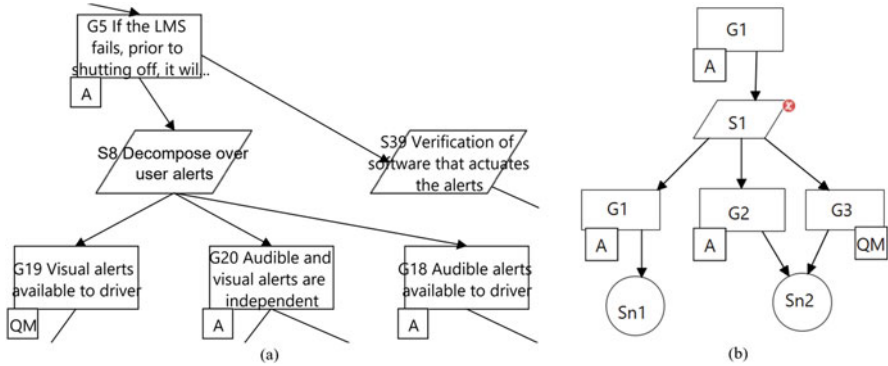 G5 If the LMS
fails, prior to
shutting off, it wil...
A
S8 Decompose over
user alerts
S39 Verification of
software that actuates
the alerts
G19 Visual alerts
available to driver
QM
G20 Audible and
visual alerts are
independent
A
G18 Audible alerts
available to driver
A
(a)
G1
A
S1
G1
A
G2
A
G3
QM
Sn1
Sn2
(b)